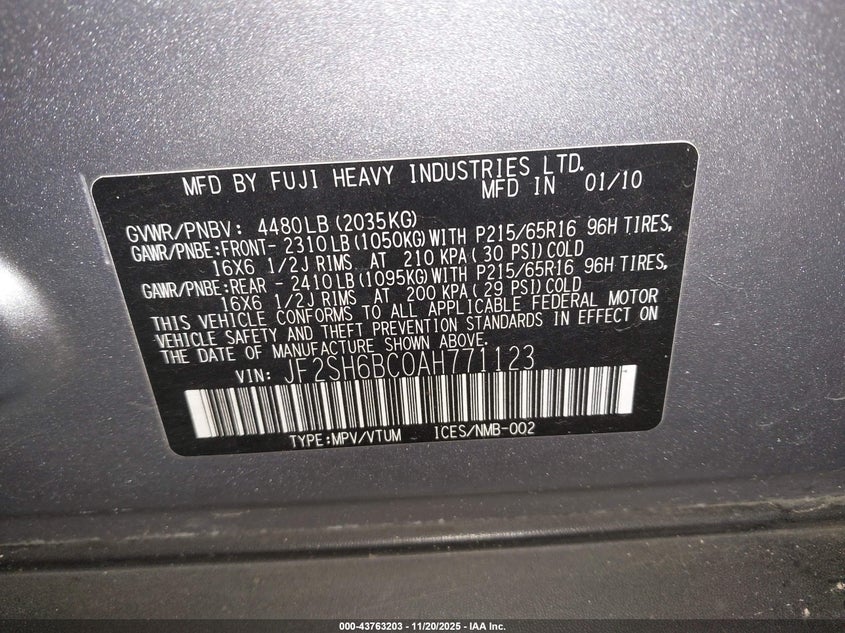 MFD BY FUJI HEAVY INDUSTRIES LTD.
MFD IN 01/10
GVWR/PNBV: 4480LB(2035KG)
GAWR/PNBE:FRONT- 2310LB(1050KG)WITH P215/65R16 96H TIRES,
16X6 1/2J RIMS AT 210 KPA(30 PSI)COLD
GAWR/PNBE:REAR - 2410LB(1095KG)WITH P215/65R16 96H TIRES,
16X6 1/2J RIMS AT 200 KPA(29 PSI)COLD
THIS VEHICLE CONFORMS TO ALL APPLICABLE FEDERAL MOTOR
VEHICLE SAFETY AND THEFT PREVENTION STANDARDS IN EFFECT ON
THE DATE OF MANUFACTURE SHOWN ABOVE.
VIN: JF2SH6BC0AH771123
TYPE:MPV/VTUM ICES/NMB-002
000-43763203 - 11/20/2025 - IAA Inc.